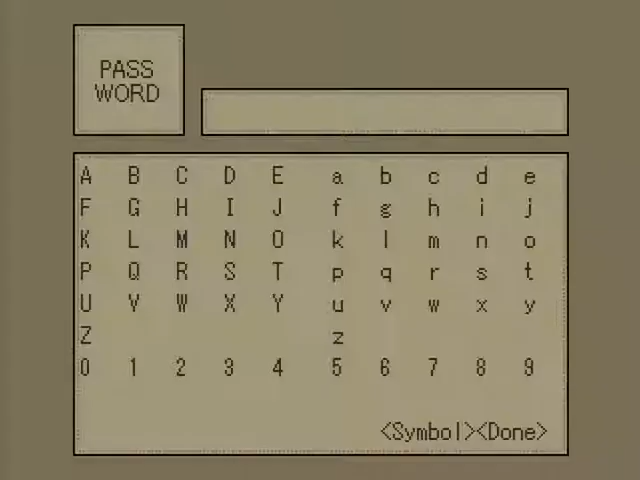 PASS
WORD
A B C D E a b c d e
F G H I J f g h i j
K L M N O k l m n o
P Q R S T p q r s t
U V W X Y u v w x y
Z z
0 1 2 3 4 5 6 7 8 9
<Symbol><Done>